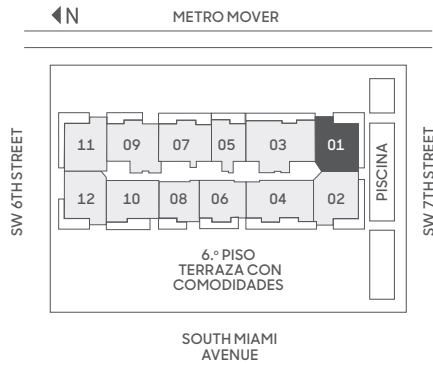 N
METRO MOVER
SW 6TH STREET
11 09 07 05 03 01
12 10 08 06 04 02
PISCINA
SW 7TH STREET
6.º PISO
TERRAZA CON
COMODIDADES
SOUTH MIAMI
AVENUE